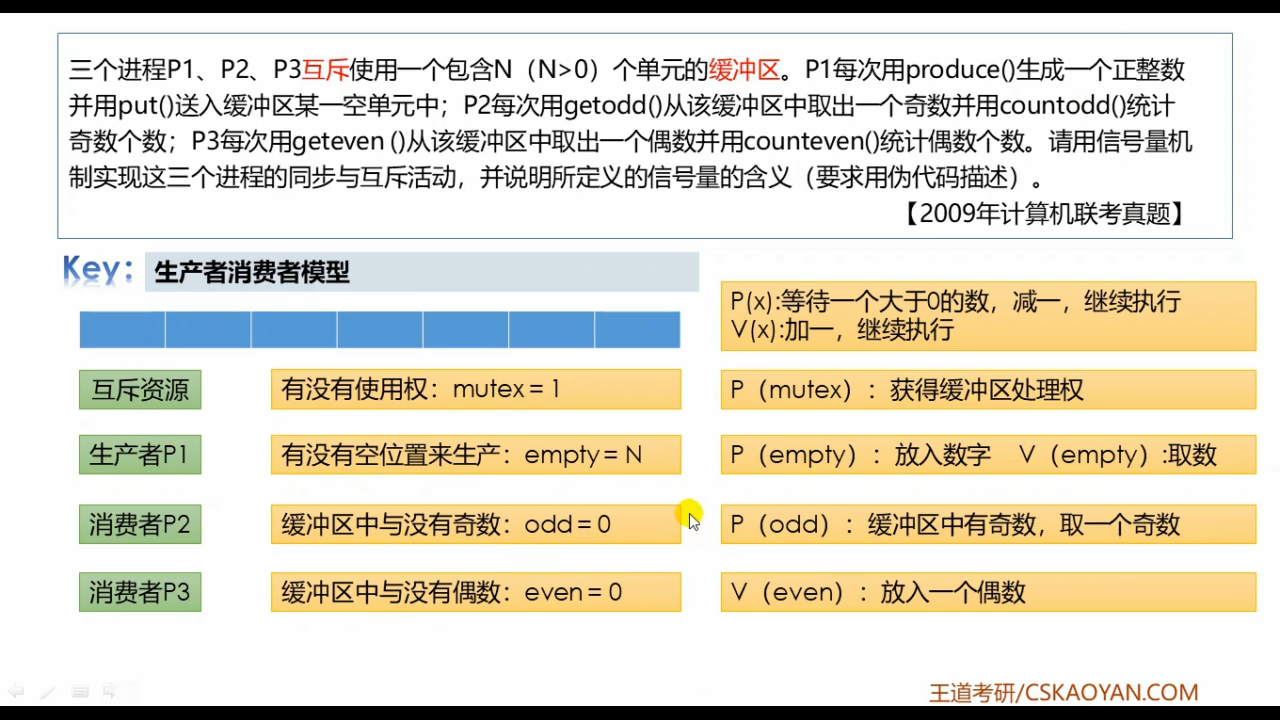 三个进程P1、P2、P3互斥使用一个包含N（N>0）个单元的缓冲区。P1每次用produce()生成一个正整数
并用put()送入缓冲区某一空单元中；P2每次用getodd()从该缓冲区中取出一个奇数并用countodd()统计
奇数个数；P3每次用geteven ()从该缓冲区中取出一个偶数并用counteven()统计偶数个数。请用信号量机
制实现这三个进程的同步与互斥活动，并说明所定义的信号量的含义（要求用伪代码描述）。
【2009年计算机联考真题】
Key: 生产者消费者模型
P(x):等待一个大于0的数，减一，继续执行
V(x):加一，继续执行
互斥资源 有没有使用权：mutex = 1 P（mutex）：获得缓冲区处理权
生产者P1 有没有空位置来生产：empty = N P（empty）：放入数字 V（empty）:取数
消费者P2 缓冲区中与没有奇数：odd = 0 P（odd）：缓冲区中有奇数，取一个奇数
消费者P3 缓冲区中与没有偶数：even = 0 V（even）：放入一个偶数
王道考研/CSKAOYAN.COM